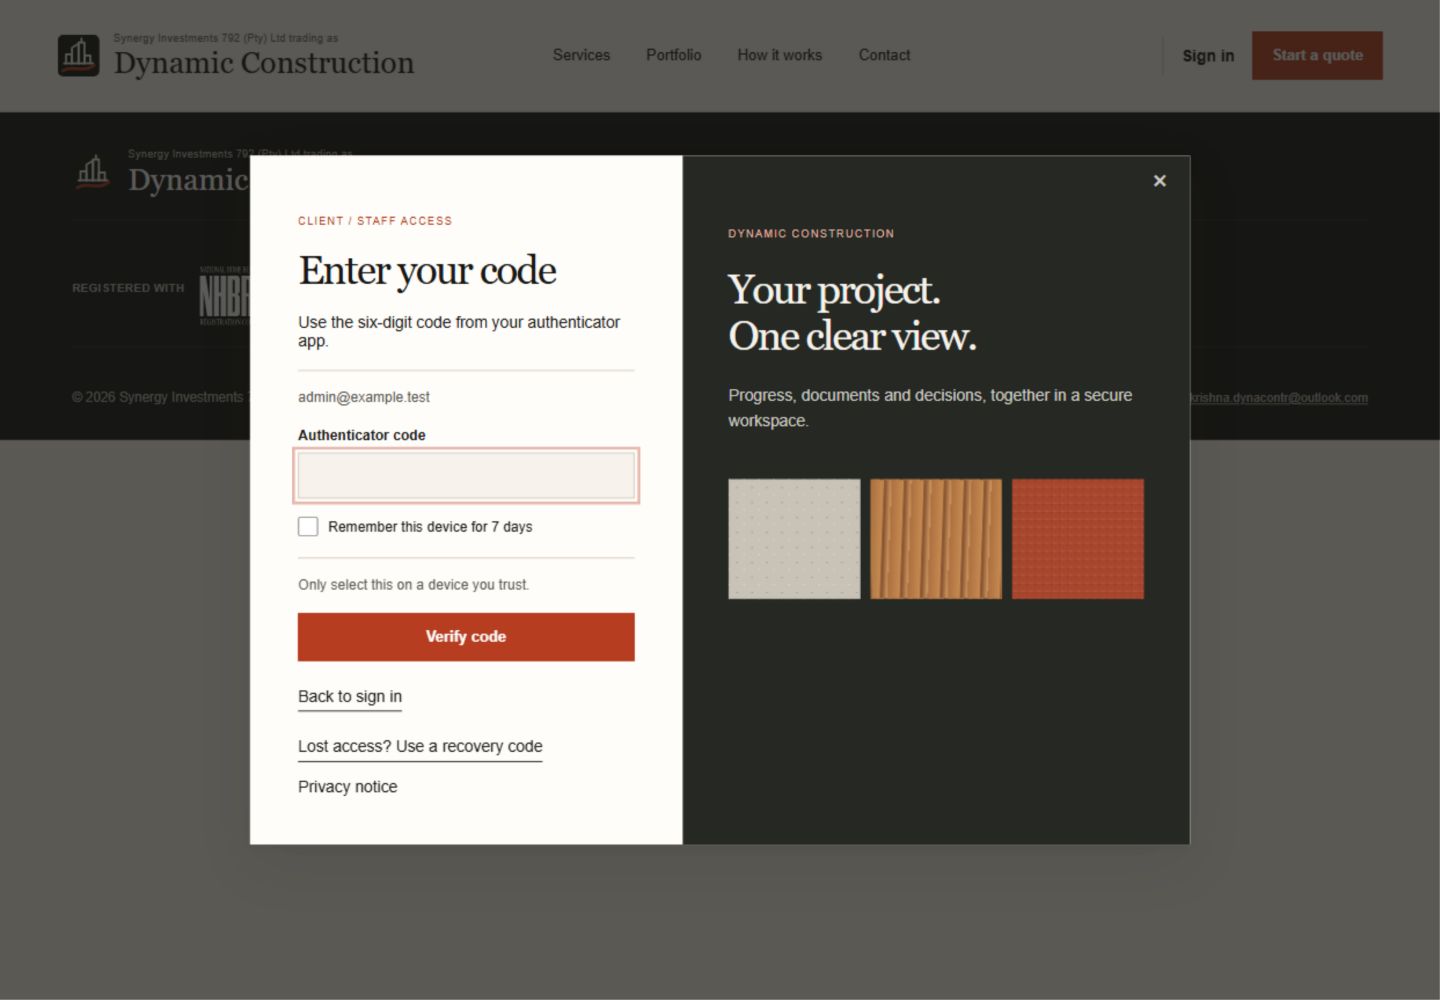 Synergy Investments 792 (Pty) Ltd trading as
Dynamic Construction
Services
Portfolio
How it works
Contact
Sign in
Start a quote
Synergy Investments 792 (Pty) Ltd trading as
Dynamic
REGISTERED WITH
© 2026 Synergy Investments
krishna.dynacontr@outlook.com
CLIENT / STAFF ACCESS
Enter your code
Use the six-digit code from your authenticator
app.
admin@example.test
Authenticator code
Remember this device for 7 days
Only select this on a device you trust.
Verify code
Back to sign in
Lost access? Use a recovery code
Privacy notice
DYNAMIC CONSTRUCTION
Your project.
One clear view.
Progress, documents and decisions, together in a secure
workspace.